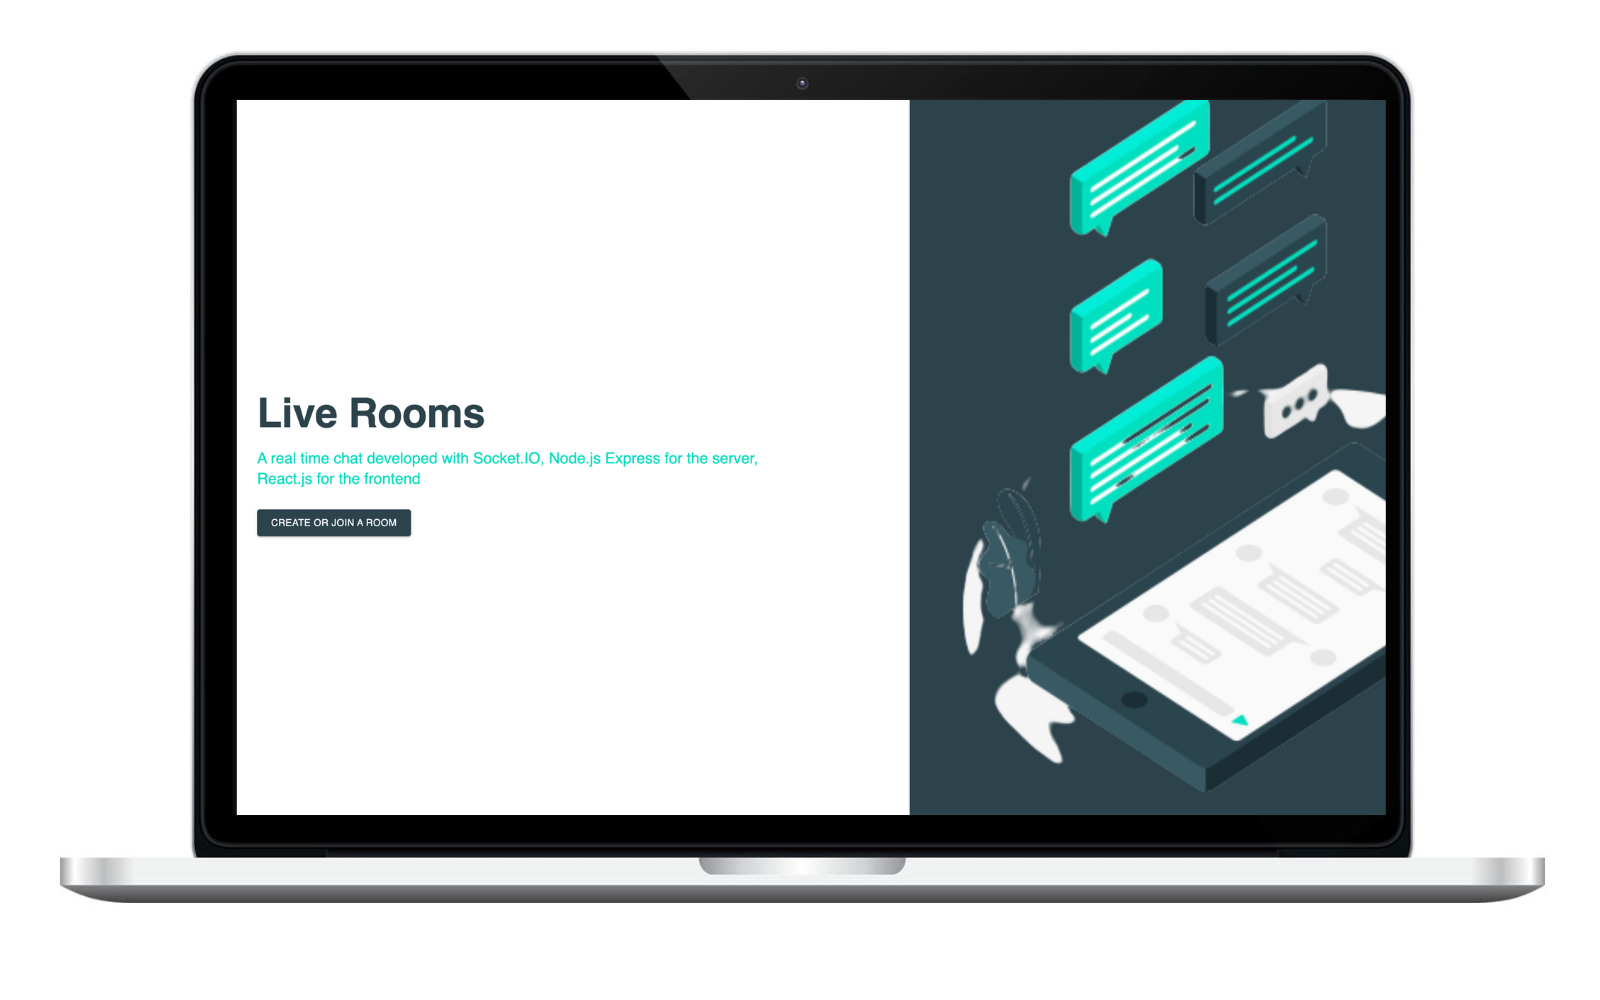 Live Rooms
A real time chat developed with Socket.IO, Node.js Express for the server,
React.js for the frontend
CREATE OR JOIN A ROOM